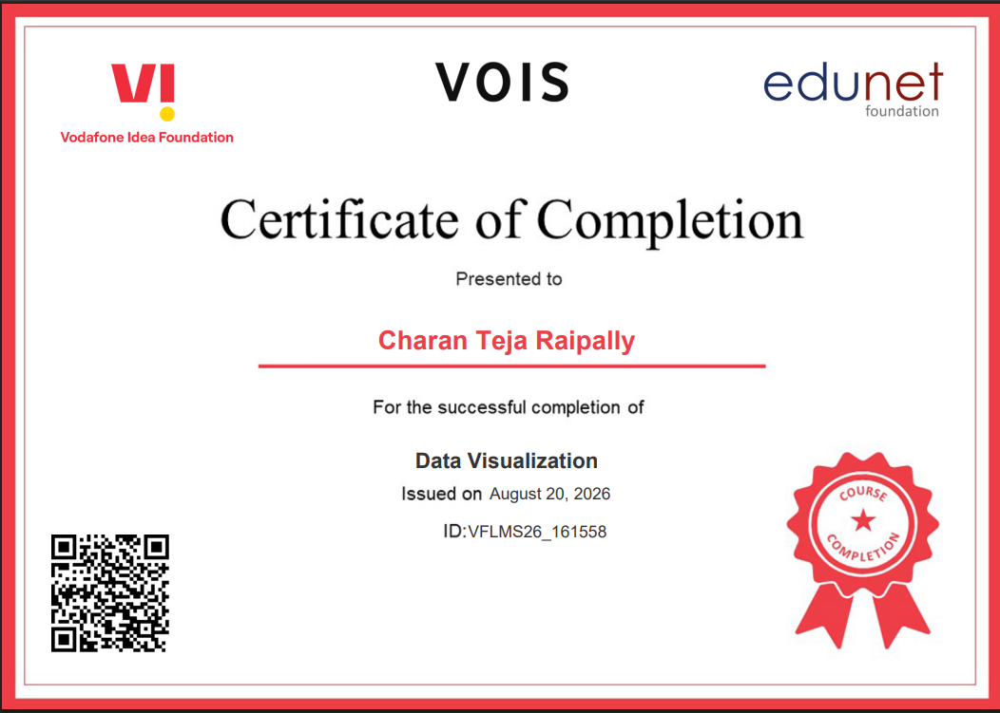 VI
Vodafone Idea Foundation
VOIS
edunet
foundation
Certificate of Completion
Presented to
Charan Teja Raipally
For the successful completion of
Data Visualization
Issued on August 20, 2026
ID:VFLMS26_161558
COURSE
COMPLETION